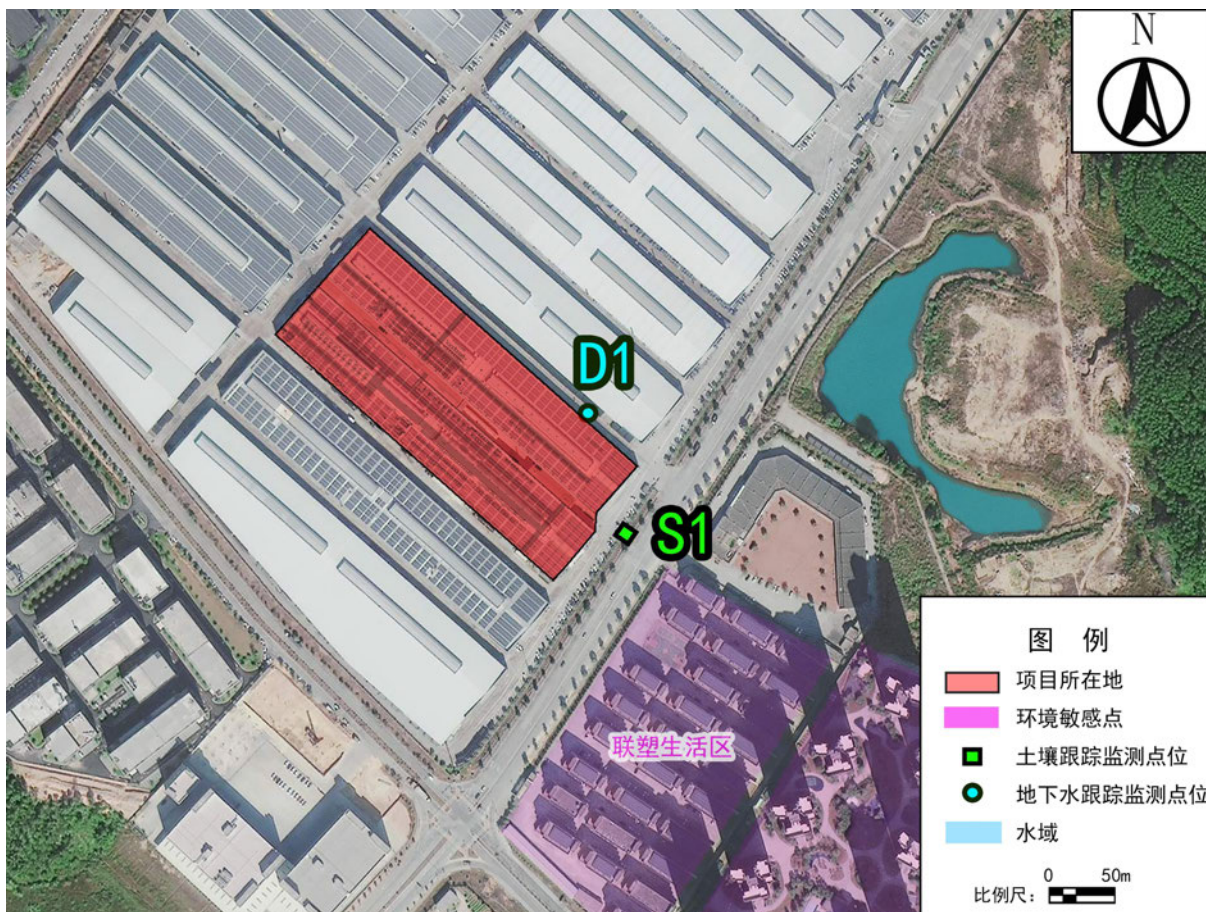 N
D1
S1
联塑生活区
图 例
项目所在地
环境敏感点
土壤跟踪监测点位
地下水跟踪监测点位
水域
0 50m
比例尺: